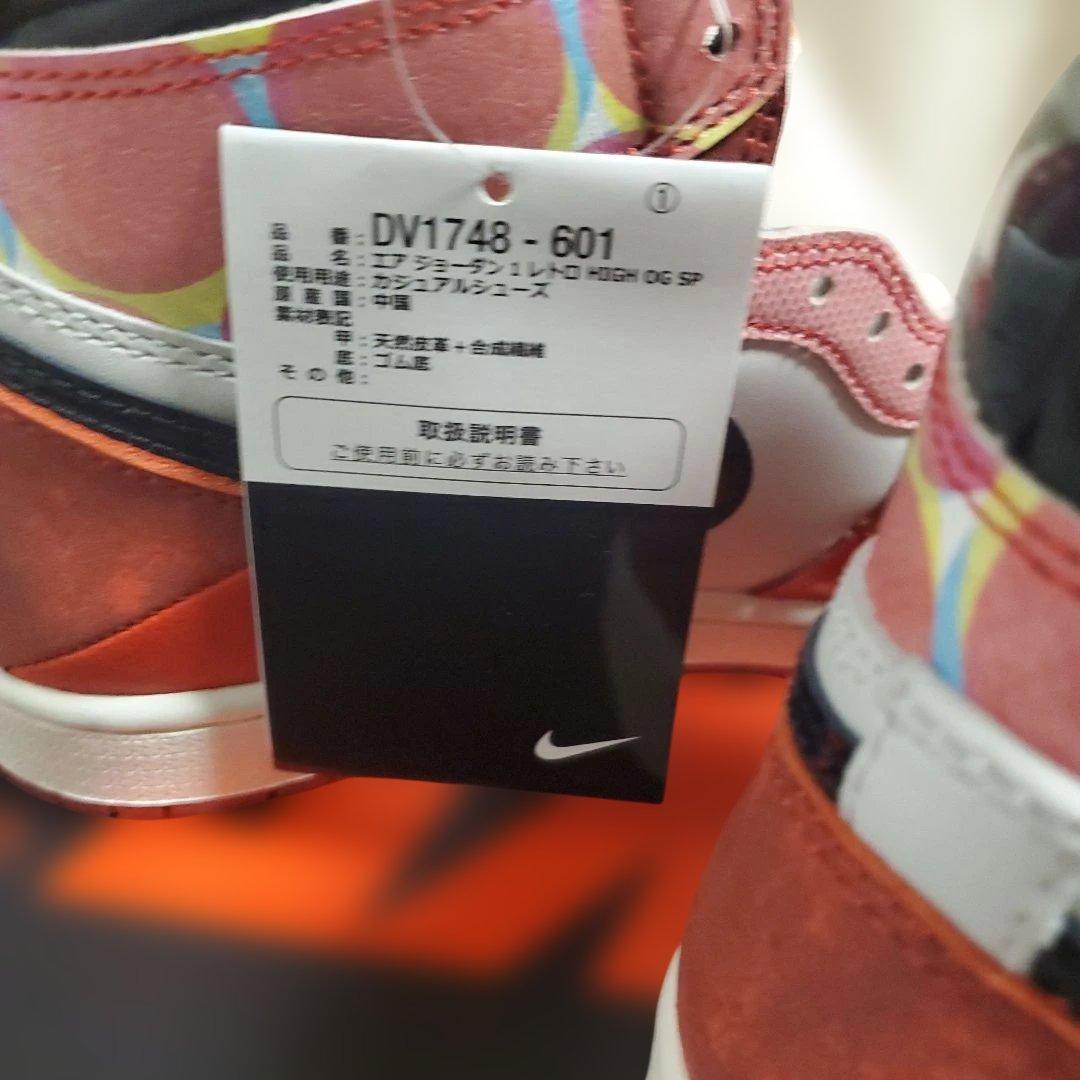 ①
品番：DV1748 - 601
品名：エア ジョーダン 1 レトロ HIGH OG SP
使用用途：カジュアルシューズ
原産国：中国
素材表記
甲：天然皮革＋合成繊維
底：ゴム底
その他：
取扱説明書
ご使用前に必ずお読み下さい